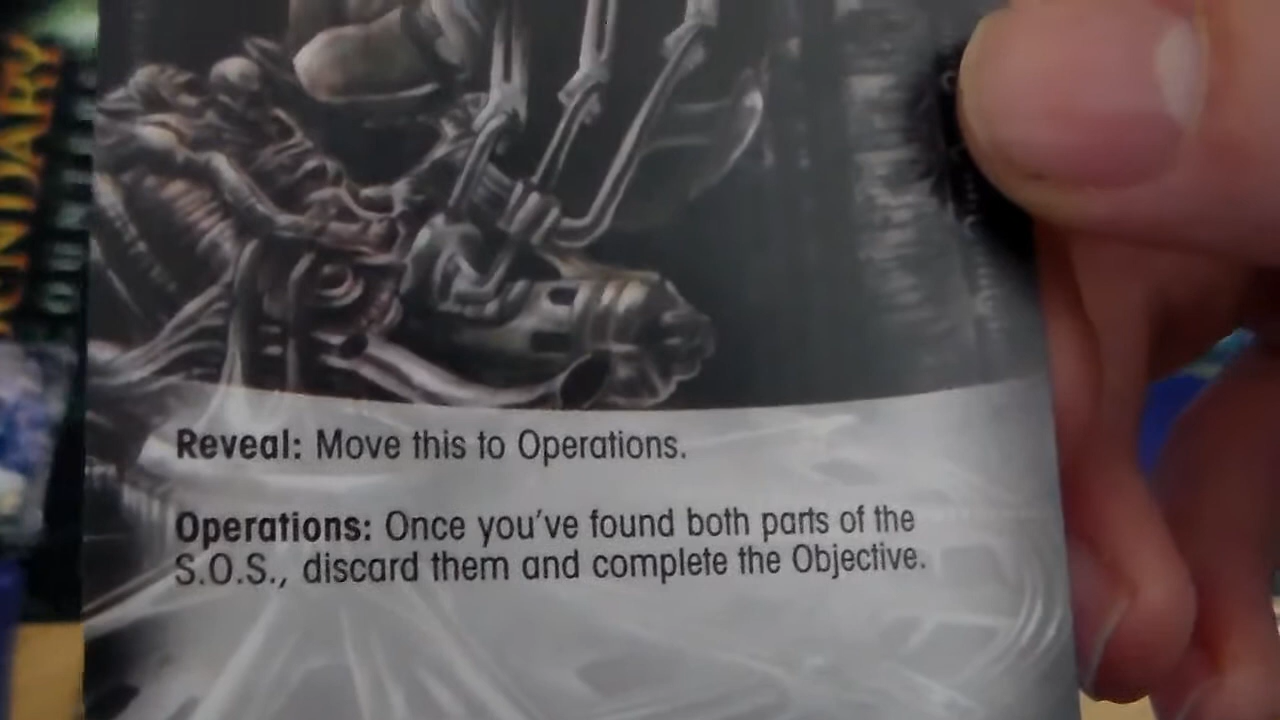 Reveal: Move this to Operations.
Operations: Once you've found both parts of the
S.O.S., discard them and complete the Objective.